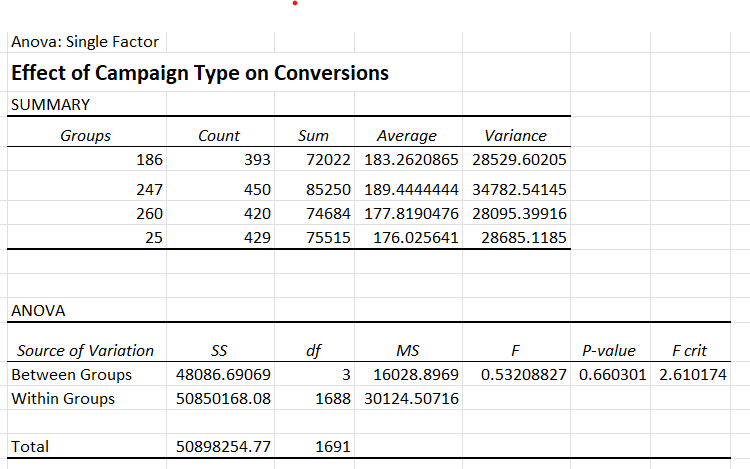 Anova: Single Factor
Effect of Campaign Type on Conversions
SUMMARY
Groups Count Sum Average Variance
186 393 72022 183.2620865 28529.60205
247 450 85250 189.4444444 34782.54145
260 420 74684 177.8190476 28095.39916
25 429 75515 176.025641 28685.1185
ANOVA
Source of Variation SS df MS F P-value F crit
Between Groups 48086.69069 3 16028.8969 0.53208827 0.660301 2.610174
Within Groups 50850168.08 1688 30124.50716
Total 50898254.77 1691